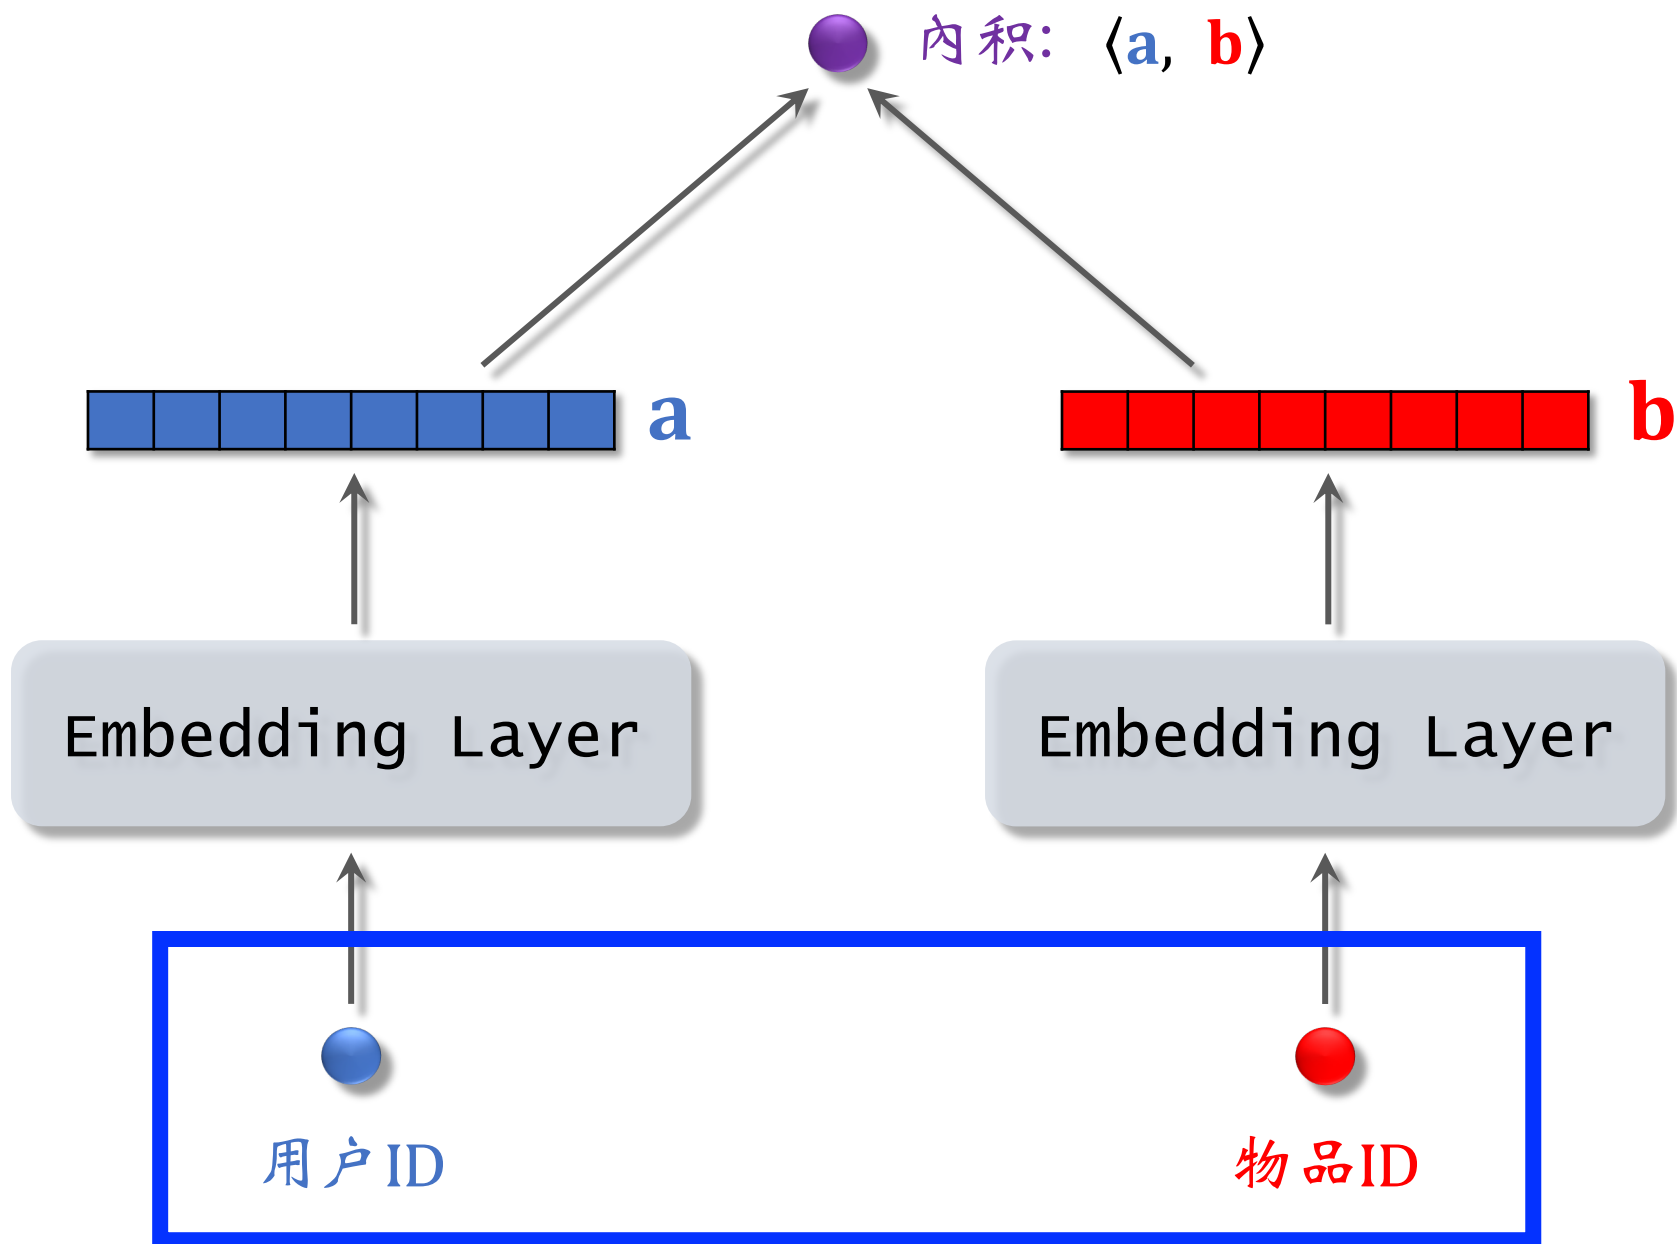 内积: ⟨a, b⟩
a
b
Embedding Layer
Embedding Layer
用户ID
物品ID